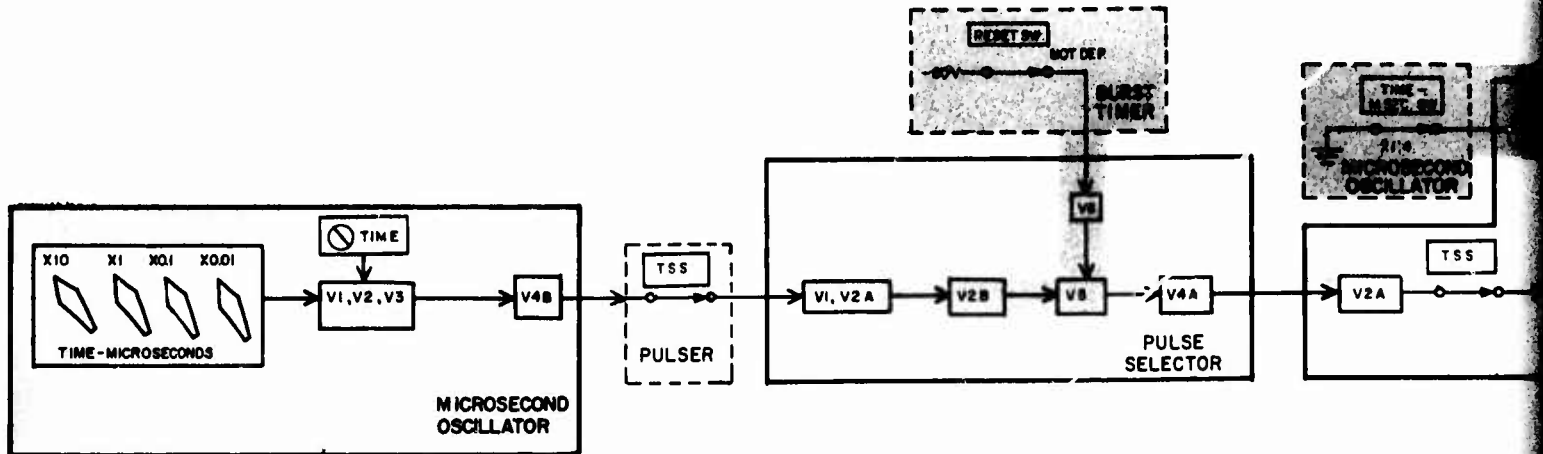 RESET SW.
NOT DEP.
BURST
TIMER
TIME -
MICROSECOND
OSCILLATOR
X10 X1 X0.1 X0.01
TIME-MICROSECONDS
TIME
V1, V2, V3
V4B
MICROSECOND
OSCILLATOR
TSS
PULSER
V1, V2A
V2B
V4A
PULSE
SELECTOR
V2A
TSS